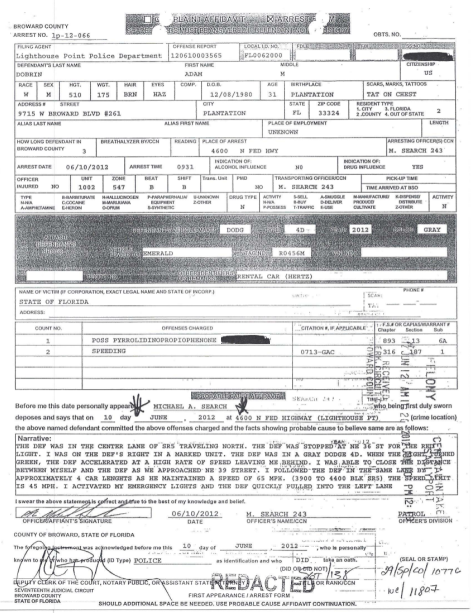 BROWARD COUNTY
ARREST NO. 1p-12-066
PLAINT AFFIDAVIT ARREST
OBTS NO.
FILING AGENT OFFENSE REPORT LOCAL I.D. NO.
Lighthouse Point Police Department 120610003565 FL0062000
DEFENDANT'S LAST NAME FIRST NAME MIDDLE CITIZENSHIP
DOBRIN ADAM M US
RACE SEX HGT. WGT. HAIR EYES COMP. D.O.B. AGE BIRTHPLACE SCARS, MARKS, TATTOOS
W M 510 175 BRN HAZ 12/08/1980 31 PLANTATION TAT ON CHEST
ADDRESS # STREET CITY STATE ZIP CODE RESIDENT TYPE
1. CITY 3. FLORIDA
2. COUNTY 4. OUT OF STATE 2
9715 W BROWARD BLVD #261 PLANTATION FL 33324
ALIAS LAST NAME ALIAS FIRST NAME PLACE OF EMPLOYMENT LENGTH
UNKNOWN
HOW LONG DEFENDANT IN BROWARD COUNTY BREATHALYZER BY/CCN READING PLACE OF ARREST ARRESTING OFFICER(S) CCN
3 4600 N FED HWY M. SEARCH 243
ARREST DATE 06/10/2012 ARREST TIME 0931 INDICATION OF: ALCOHOL INFLUENCE NO INDICATION OF: DRUG INFLUENCE YES
OFFICER INJURED UNIT ZONE BEAT SHIFT Trans. Unit FWD TRANSPORTING OFFICER/CCN PICK-UP TIME
NO 1002 547 B B NO M. SEARCH 243 TIME ARRIVED AT BSO
TYPE B-BARBITURATE H-HALLUCINOGEN P-PARAPHERNALIA/ U-UNKNOWN DRUG TYPE ACTIVITY S-SELL K-DISPENSE ACTIVITY
N-N/A C-COCAINE M-MARIJUANA EQUIPMENT Z-OTHER N N-N/A B-BUY D-DELIVER PRODUCE/ DISTRIBUTE N
A-AMPHETAMINE E-HEROIN O-OPIUM S-SYNTHETIC P-POSSESS T-TRAFFIC E-USE CULTIVATE Z-OTHER
DODG 4D 2012 GRAY
EMERALD R0456M
RENTAL CAR (HERTZ)
NAME OF VICTIM (IF CORPORATION, EXACT LEGAL NAME AND STATE OF INCORP.) PHONE #
STATE OF FLORIDA
ADDRESS:
COUNT NO. OFFENSES CHARGED CITATION #, IF APPLICABLE F.S.# OR CAPIAS/WARRANT #
Chapter Section Sub
1 POSS PYRROLIDINOPROPIOPHENONE 893 13 6A
2 SPEEDING 0713-GAC 316 187 1
FELONY
PROBABLE CAUSE AFFIDAVIT
Before me this date personally appeared MICHAEL A. SEARCH who being first duly sworn
deposes and says that on 10 day JUNE 2012 at 4600 N FED HIGHWAY (LIGHTHOUSE PT) (crime location)
the above named defendant committed the above offenses charged and the facts showing probable cause to believe same are as follows:
Narrative:
THE DEF WAS IN THE CENTER LANE OF SR5 TRAVELING NORTH. THE DEF WAS STOPPED AT NE 36 ST FOR THE RED
LIGHT. I WAS ON THE DEF'S RIGHT IN A MARKED UNIT. THE DEF WAS IN A GRAY DODGE 4D. WHEN THE LIGHT TURNED
GREEN, THE DEF ACCELERATED AT A HIGH RATE OF SPEED LEAVING ME BEHIND. I WAS ABLE TO CLOSE THE DISTANCE
BETWEEN MYSELF AND THE DEF AS WE APPROACHED NE 39 STREET. I FOLLOWED THE DEF IN THE SAME LANE
APPROXIMATELY 4 CAR LENGHTS AS HE MAINTAINED A SPEED OF 65 MPH. (3900 TO 4400 BLK SR5) THE SPEED LIMIT
IS 45 MPH. I ACTIVATED MY EMERGENCY LIGHTS AND THE DEF QUICKLY PULLED INTO THE LEFT LANE
I swear the above statement is correct and true to the best of my knowledge and belief.
06/10/2012 M. SEARCH 243 PATROL
OFFICER'S/AFFIANT'S SIGNATURE DATE OFFICER'S NAME/CCN OFFICER'S DIVISION
COUNTY OF BROWARD, STATE OF FLORIDA
The foregoing instrument was acknowledged before me this 10 day of JUNE 2012, who is personally
known to me or who has produced (ID Type) POLICE as identification and who DID take an oath. (SEAL OR STAMP)
(DID OR DID NOT)
DEPUTY CLERK OF THE COURT, NOTARY PUBLIC, OR ASSISTANT STATE ATTORNEY TITLE OR RANK/CCN
REDACTED
SEVENTEENTH JUDICIAL CIRCUIT
BROWARD COUNTY
STATE OF FLORIDA
FIRST APPEARANCE/ARREST FORM
SHOULD ADDITIONAL SPACE BE NEEDED, USE PROBABLE CAUSE AFFIDAVIT CONTINUATION.